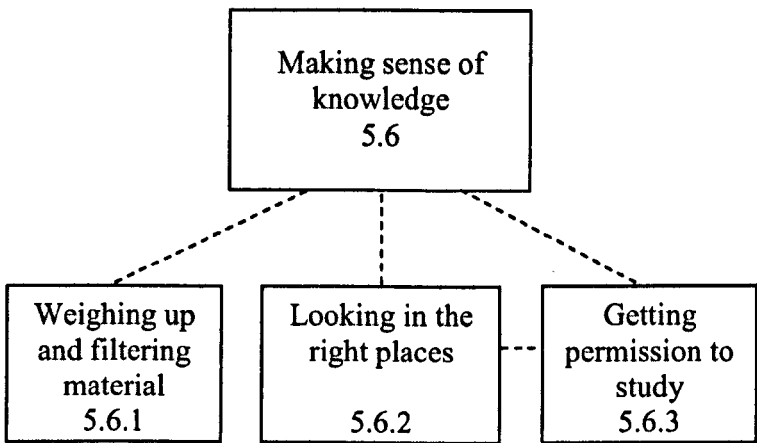 Making sense of
knowledge
5.6
Weighing up
and filtering
material
5.6.1
Looking in the
right places
5.6.2
Getting
permission to
study
5.6.3